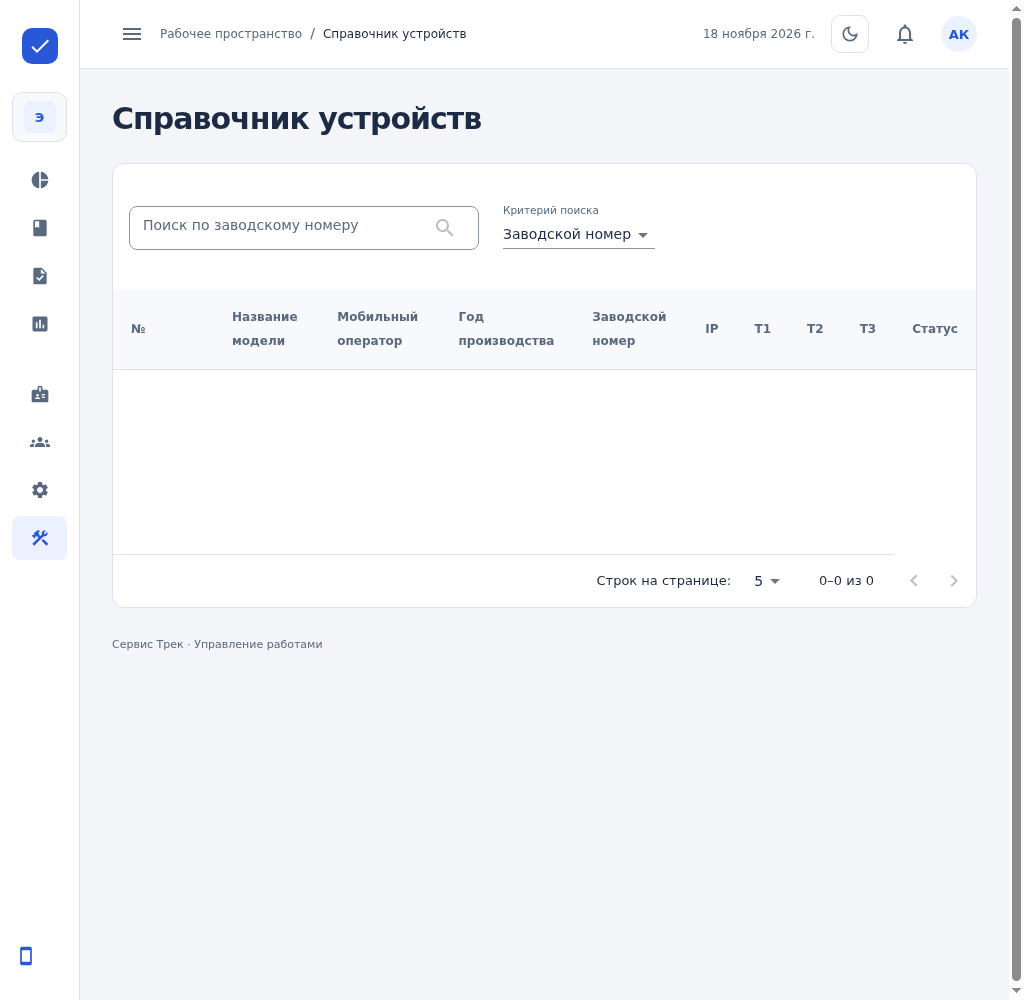 Рабочее пространство / Справочник устройств
18 ноября 2026 г.
АК
Э
Справочник устройств
Поиск по заводскому номеру
Критерий поиска
Заводской номер
№
Название модели
Мобильный оператор
Год производства
Заводской номер
IP
T1
T2
T3
Статус
Строк на странице:
5
0–0 из 0
Сервис Трек · Управление работами